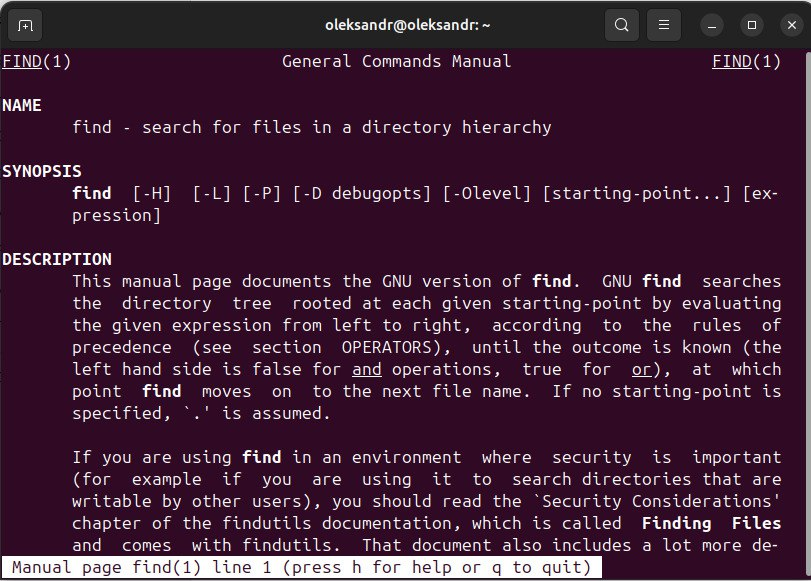 oleksandr@oleksandr: ~
FIND(1) General Commands Manual FIND(1)
NAME
find - search for files in a directory hierarchy
SYNOPSIS
find [-H] [-L] [-P] [-D debugopts] [-Olevel] [starting-point...] [ex-
pression]
DESCRIPTION
This manual page documents the GNU version of find. GNU find searches
the directory tree rooted at each given starting-point by evaluating
the given expression from left to right, according to the rules of
precedence (see section OPERATORS), until the outcome is known (the
left hand side is false for and operations, true for or), at which
point find moves on to the next file name. If no starting-point is
specified, `.' is assumed.
If you are using find in an environment where security is important
(for example if you are using it to search directories that are
writable by other users), you should read the `Security Considerations'
chapter of the findutils documentation, which is called Finding Files
and comes with findutils. That document also includes a lot more de-
Manual page find(1) line 1 (press h for help or q to quit)